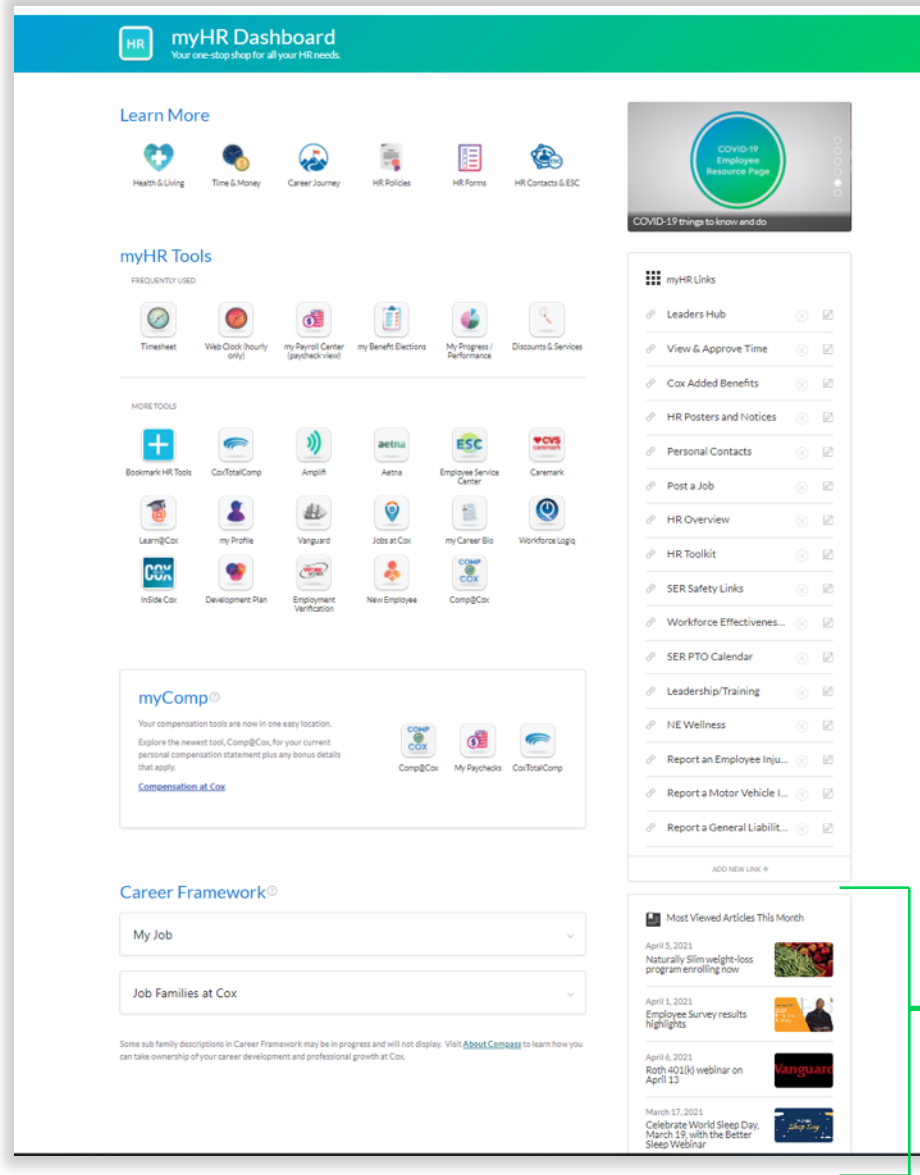 HR
myHR Dashboard
Your one-stop shop for all your HR needs.
Learn More
Health & Living
Time & Money
Career Journey
HR Policies
HR Forms
HR Contacts & ESC
COVID-19
Employee
Resource Page
COVID-19 things to know and do
myHR Tools
FREQUENTLY USED
Timesheet
Web Clock (hourly
only)
my Payroll Center
(paycheck view)
my Benefit Elections
My Progress /
Performance
Discounts & Services
MORE TOOLS
Bookmark HR Tools
CoxTotalComp
Amplifi
aetna
Aetna
ESC
Employee Service
Center
CVS
caremark
Caremark
Learn@Cox
my Profile
Vanguard
Jobs at Cox
my Career Bio
Workforce Logiq
COX
InSide Cox
Development Plan
Employment
Verification
New Employee
COMP
@
COX
Comp@Cox
myComp
Your compensation tools are now in one easy location.
Explore the newest tool, Comp@Cox, for your current
personal compensation statement plus any bonus details
that apply.
Compensation at Cox
COMP
@
COX
Comp@Cox
My Paychecks
CoxTotalComp
Career Framework
My Job
Job Families at Cox
Some sub family descriptions in Career Framework may be in progress and will not display. Visit About Compass to learn how you
can take ownership of your career development and professional growth at Cox.
myHR Links
Leaders Hub
View & Approve Time
Cox Added Benefits
HR Posters and Notices
Personal Contacts
Post a Job
HR Overview
HR Toolkit
SER Safety Links
Workforce Effectivenes...
SER PTO Calendar
Leadership/Training
NE Wellness
Report an Employee Inju...
Report a Motor Vehicle I...
Report a General Liabilit...
ADD NEW LINK +
Most Viewed Articles This Month
April 5, 2021
Naturally Slim weight-loss
program enrolling now
April 1, 2021
Employee Survey results
highlights
April 6, 2021
Roth 401(k) webinar on
April 13
Vanguard
March 17, 2021
Celebrate World Sleep Day,
March 19, with the Better
Sleep Webinar
Sleep Day